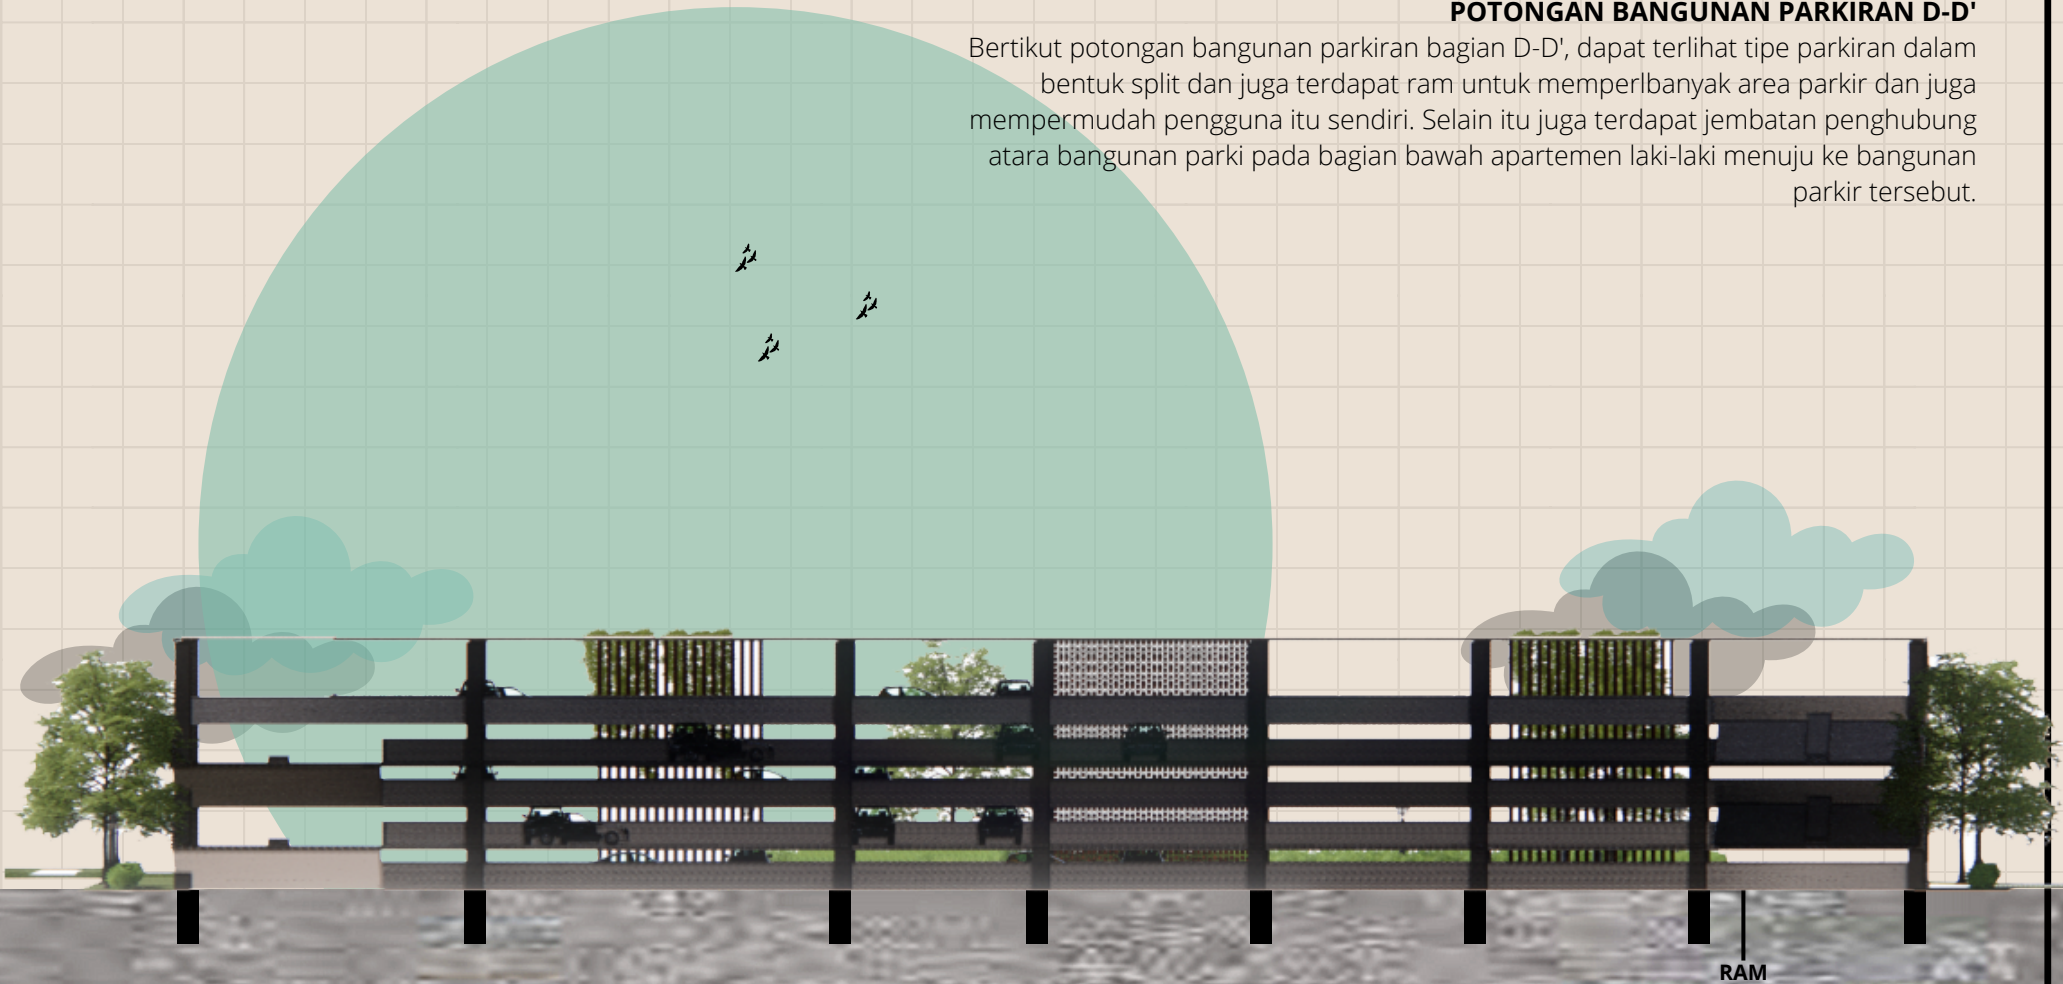 POTONGAN BANGUNAN PARKIRAN D-D'
Bertikut potongan bangunan parkiran bagian D-D', dapat terlihat tipe parkiran dalam
bentuk split dan juga terdapat ram untuk memperlbanyak area parkir dan juga
mempermudah pengguna itu sendiri. Selain itu juga terdapat jembatan penghubung
atara bangunan parki pada bagian bawah apartemen laki-laki menuju ke bangunan
parkir tersebut.
RAM